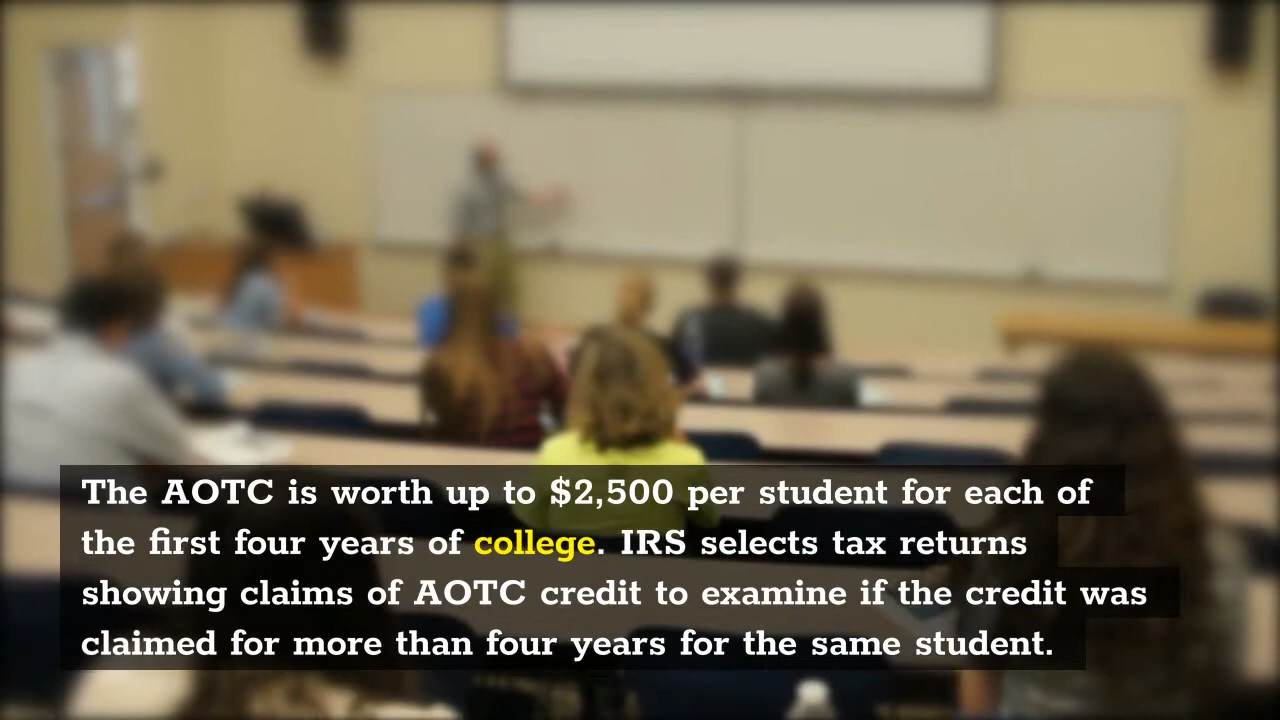 The AOTC is worth up to $2,500 per student for each of
the first four years of college. IRS selects tax returns
showing claims of AOTC credit to examine if the credit was
claimed for more than four years for the same student.